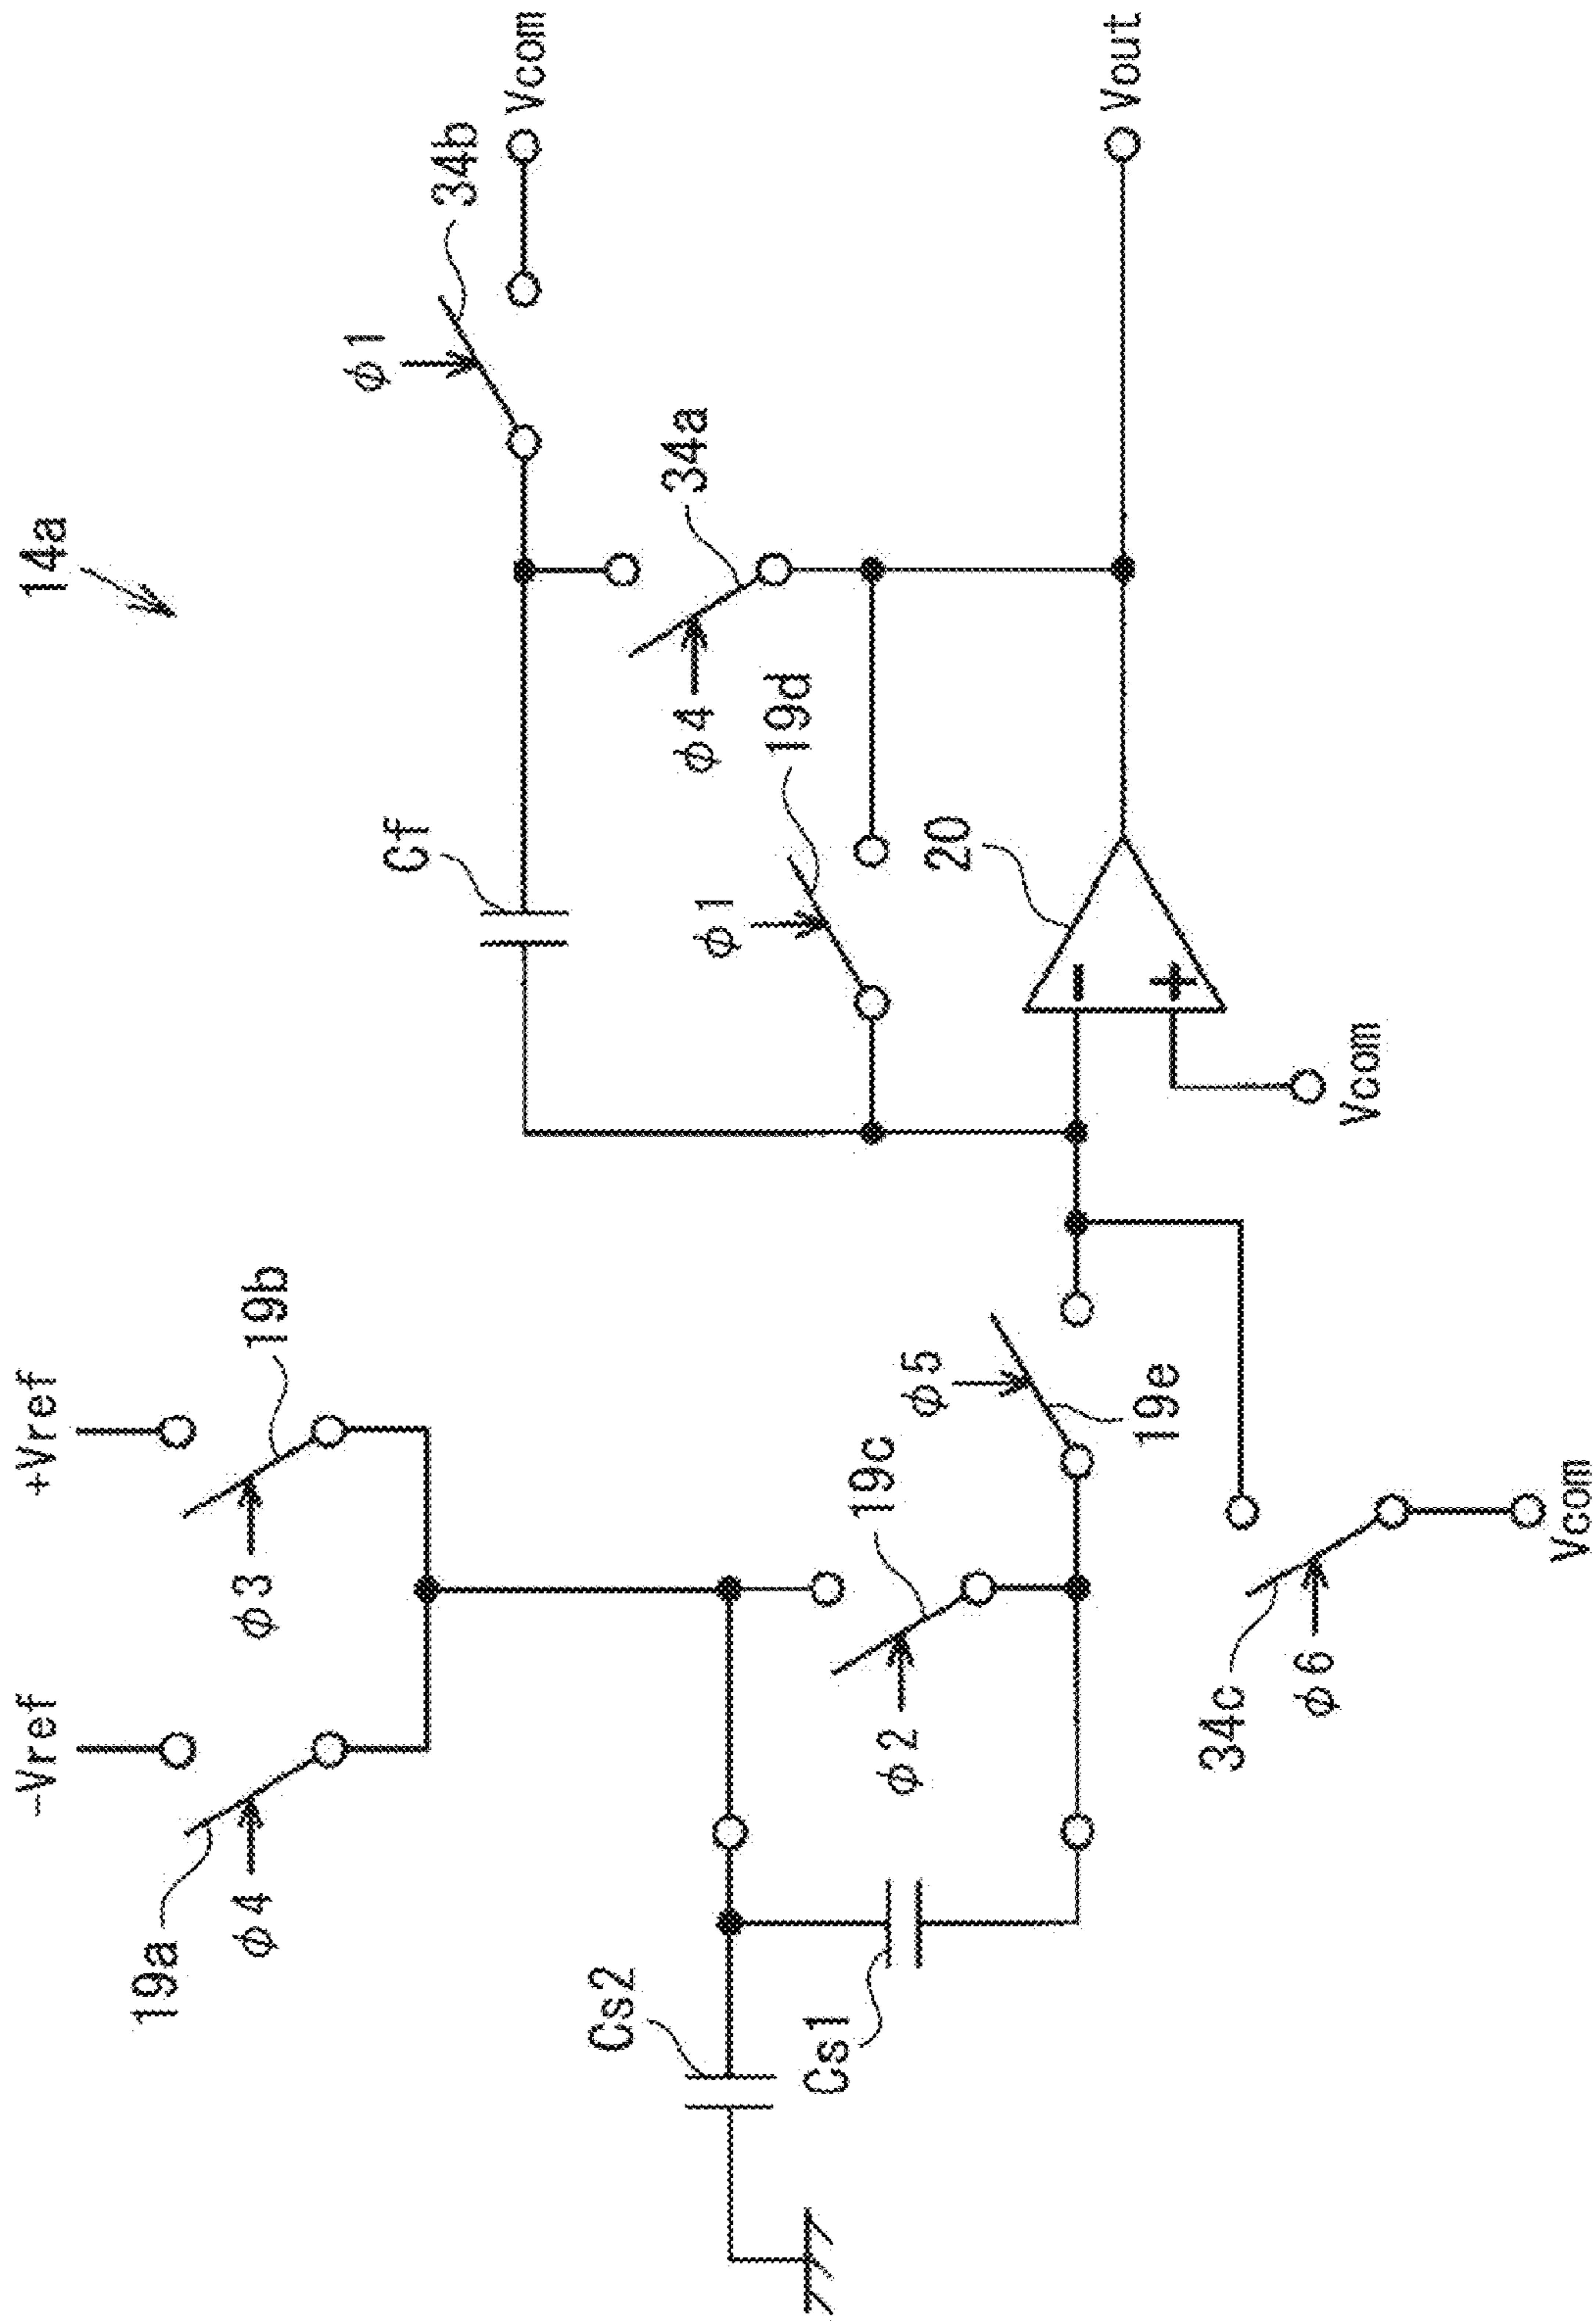 14a
-Vref
+Vref
19a
φ4
φ3
19b
Cf
φ1
34b
Vcom
φ4
34a
φ1
19d
Cs2
Cs1
φ2
19c
φ5
19e
20
Vout
34c
φ6
Vcom
Vcom